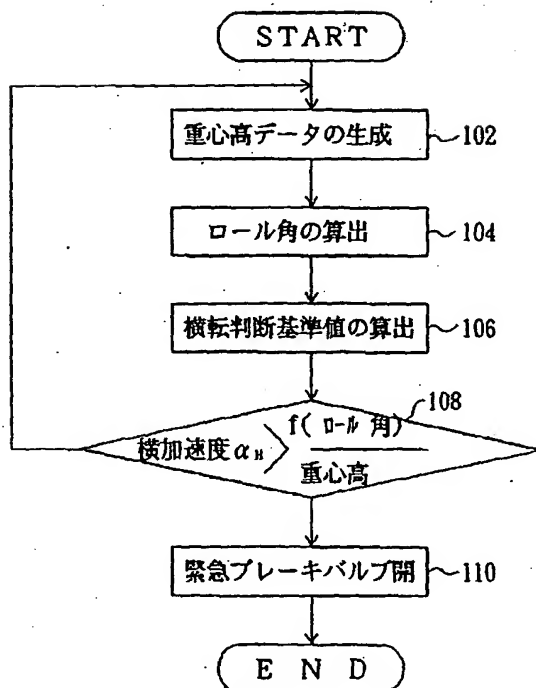 START
重心高データの生成 102
ロール角の算出 104
横転判断基準値の算出 106
108
f( ロール 角)
横加速度 αH >
重心高
緊急ブレーキバルブ開 110
E N D